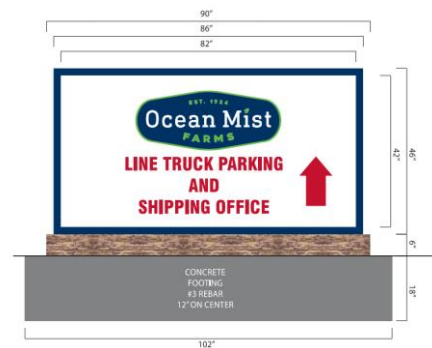 90"
86"
82"
EST. 1924
Ocean Mist
FARMS
LINE TRUCK PARKING
AND
SHIPPING OFFICE
42"
46"
6"
CONCRETE
FOOTING
#3 REBAR
12" ON CENTER
18"
102"